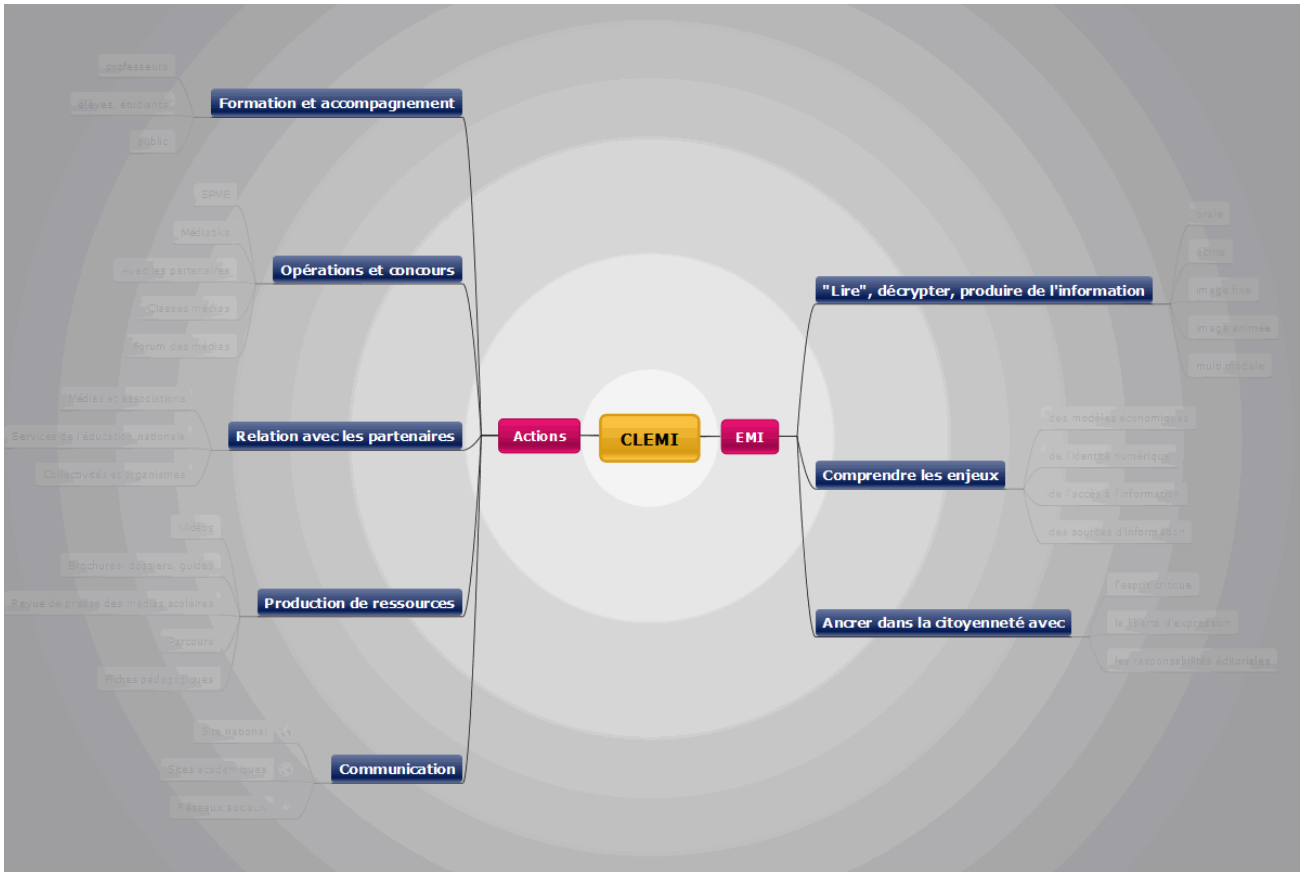 CLEMI
Actions
Formation et accompagnement
professeurs
élèves, étudiants
public
Opérations et concours
SPME
Médiatiks
Avec les partenaires
Classes médias
Forum des médias
Relation avec les partenaires
Médias et associations
Services de l'éducation nationale
Collectivités et organismes
Production de ressources
Vidéos
Brochures, dossiers, guides
Revue de presse des médias scolaires
Parcours
Fiches pédagogiques
Communication
Site national
Sites académiques
Réseaux sociaux
EMI
"Lire", décrypter, produire de l'information
orale
écrite
image fixe
image animée
Comprendre les enjeux
des modèles économiques
de l'identité numérique
de l'accès à l'information
des sources d'information
Ancrer dans la citoyenneté avec
l'esprit critique
la liberté d'expression
les responsabilités éditoriales